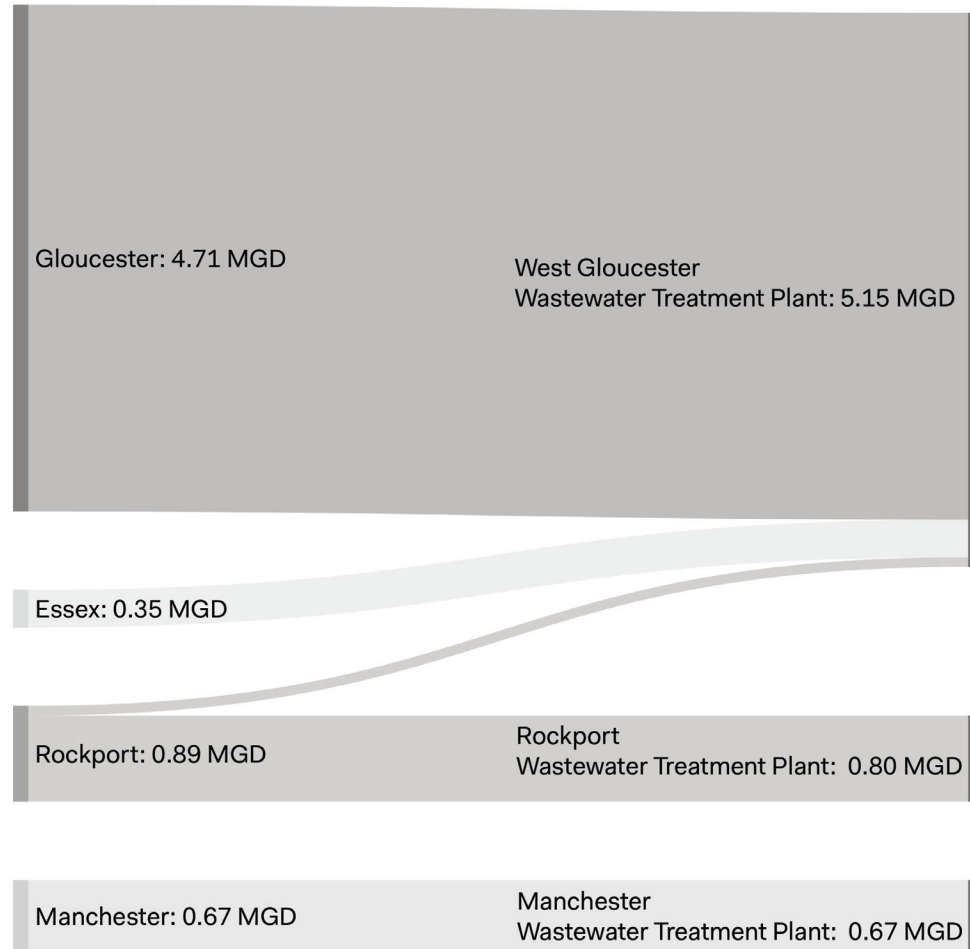 Gloucester: 4.71 MGD
West Gloucester
Wastewater Treatment Plant: 5.15 MGD
Essex: 0.35 MGD
Rockport: 0.89 MGD
Rockport
Wastewater Treatment Plant: 0.80 MGD
Manchester: 0.67 MGD
Manchester
Wastewater Treatment Plant: 0.67 MGD